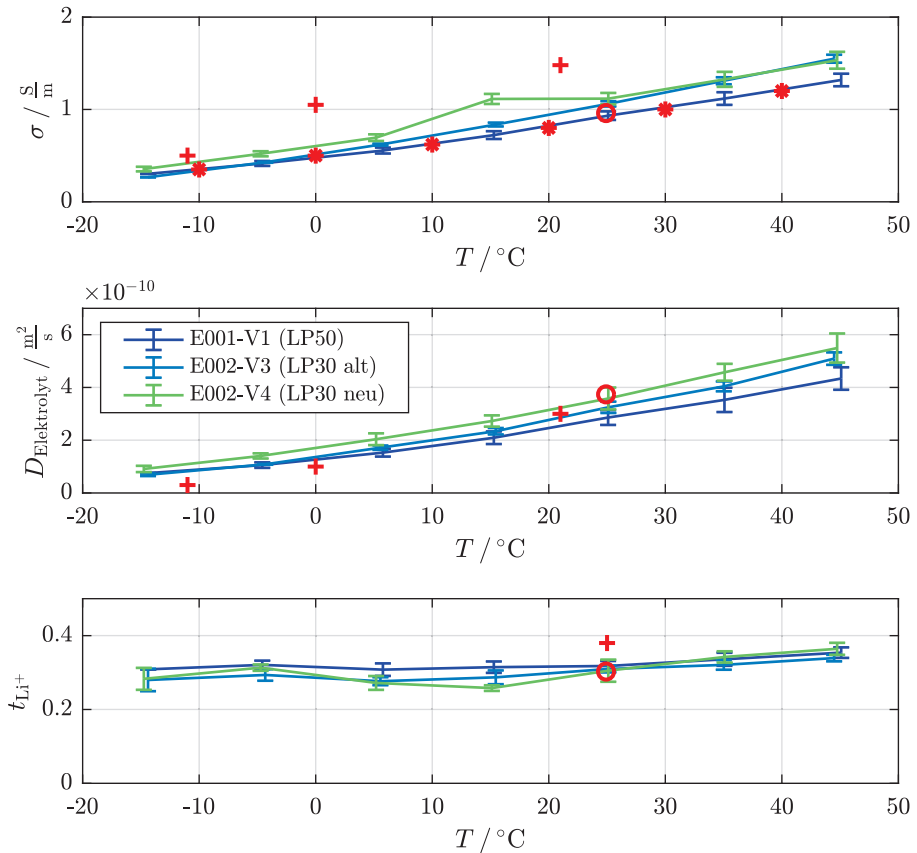 2
1
0
σ / S/m
-20 -10 0 10 20 30 40 50
T / °C
×10⁻¹⁰
6
4
2
0
D_Elektrolyt / m²/s
E001-V1 (LP50)
E002-V3 (LP30 alt)
E002-V4 (LP30 neu)
-20 -10 0 10 20 30 40 50
T / °C
0.4
0.2
0
t_Li⁺
-20 -10 0 10 20 30 40 50
T / °C